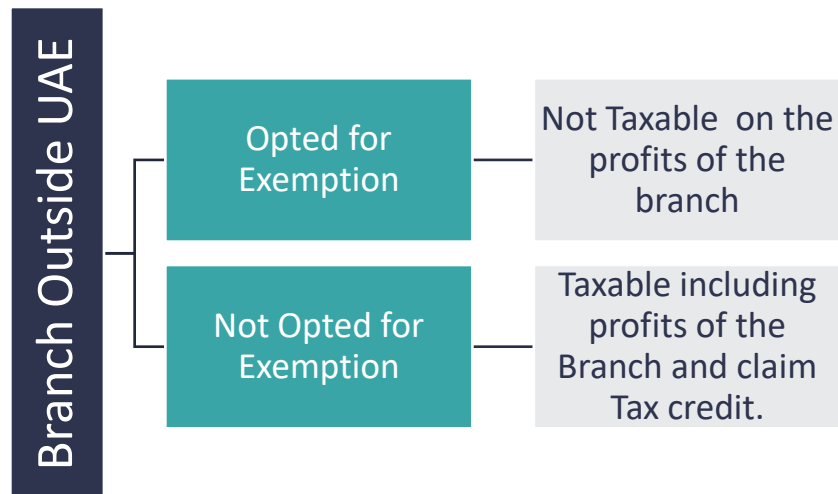 Branch Outside UAE
Opted for
Exemption
Not Taxable on the
profits of the
branch
Not Opted for
Exemption
Taxable including
profits of the
Branch and claim
Tax credit.